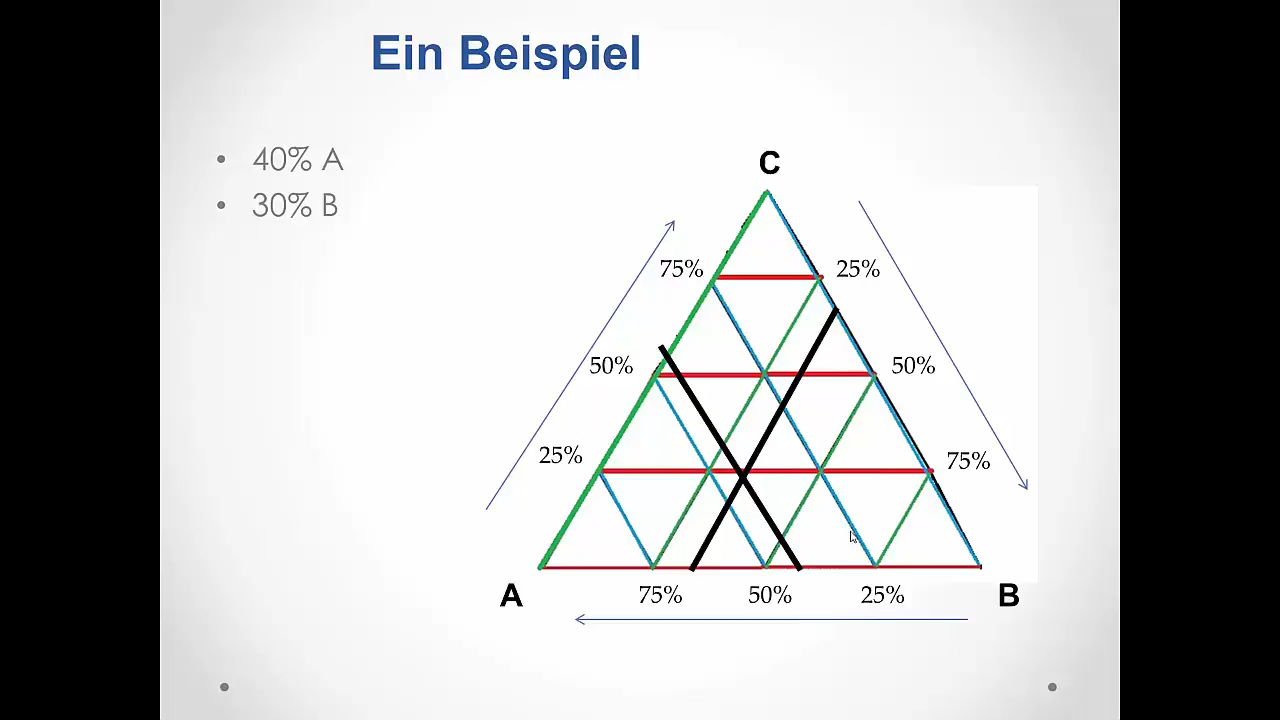 Ein Beispiel
• 40% A
• 30% B
C
75% 25%
50% 50%
25% 75%
A B
75% 50% 25%